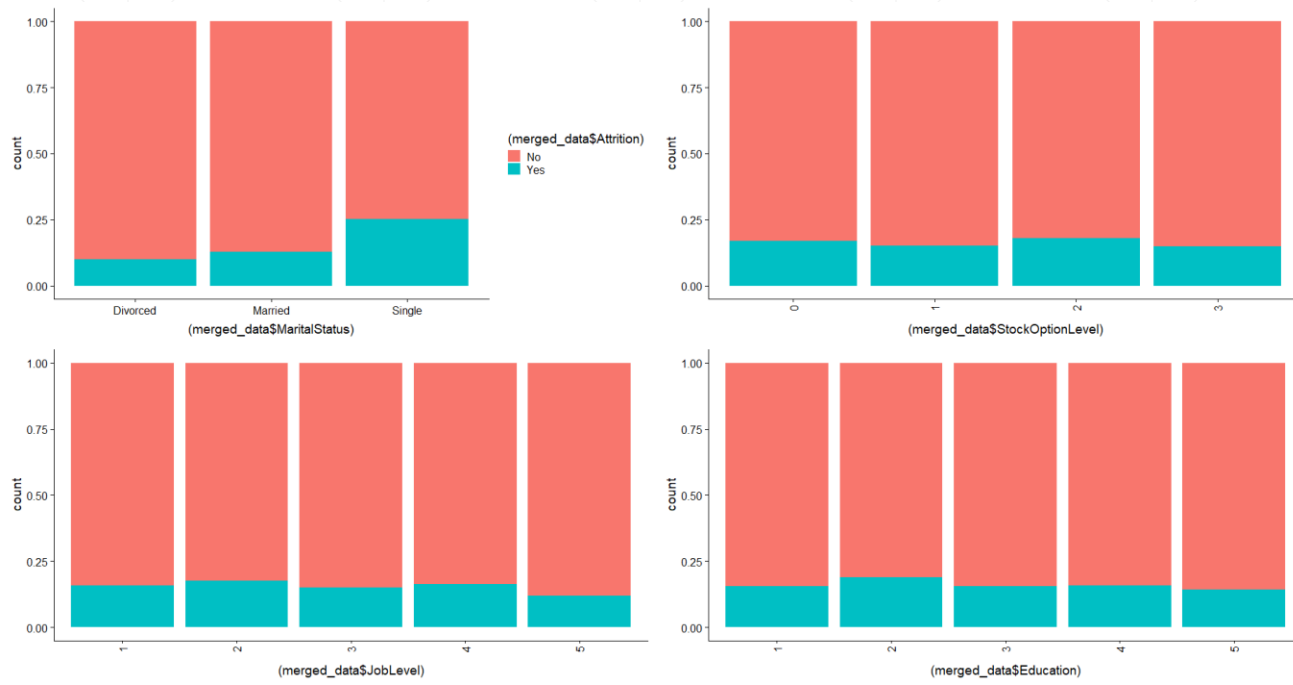 1.00
0.75
0.50
0.25
0.00
count
Divorced
Married
Single
(merged_data$MaritalStatus)
(merged_data$Attrition)
No
Yes
1.00
0.75
0.50
0.25
0.00
count
0
1
2
3
(merged_data$StockOptionLevel)
1.00
0.75
0.50
0.25
0.00
count
1
2
3
4
5
(merged_data$JobLevel)
1.00
0.75
0.50
0.25
0.00
count
1
2
3
4
5
(merged_data$Education)